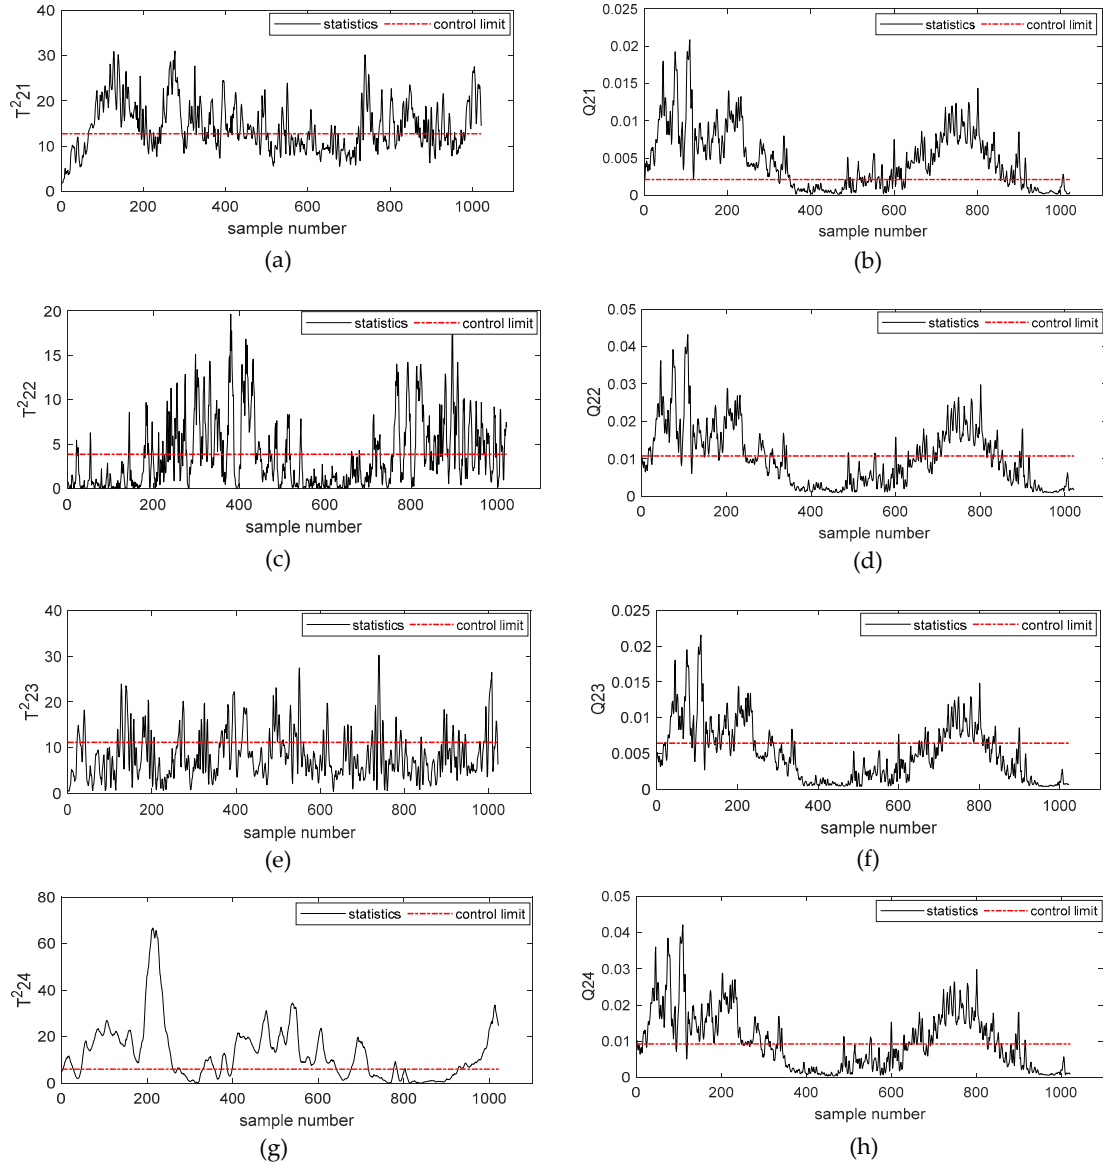 40
30
20
10
0
T²21
statistics control limit
0 200 400 600 800 1000
sample number
(a)
0.025
0.02
0.015
0.01
0.005
0
Q21
statistics control limit
0 200 400 600 800 1000
sample number
(b)
20
15
10
5
0
T²22
statistics control limit
0 200 400 600 800 1000
sample number
(c)
0.05
0.04
0.03
0.02
0.01
0
Q22
statistics control limit
0 200 400 600 800 1000
sample number
(d)
40
30
20
10
0
T²23
statistics control limit
0 200 400 600 800 1000
sample number
(e)
0.025
0.02
0.015
0.01
0.005
0
Q23
statistics control limit
0 200 400 600 800 1000
sample number
(f)
80
60
40
20
0
T²24
statistics control limit
0 200 400 600 800 1000
sample number
(g)
0.05
0.04
0.03
0.02
0.01
0
Q24
statistics control limit
0 200 400 600 800 1000
sample number
(h)